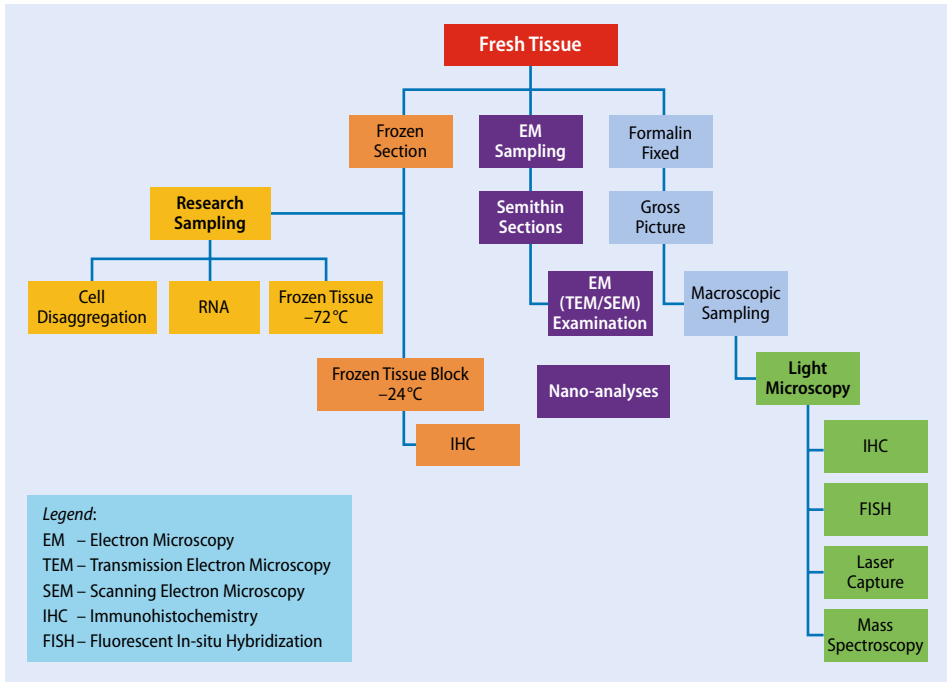 Fresh Tissue
Frozen
Section
EM
Sampling
Formalin
Fixed
Research
Sampling
Semithin
Sections
Gross
Picture
Cell
Disaggregation
RNA
Frozen Tissue
–72 °C
EM
(TEM/SEM)
Examination
Macroscopic
Sampling
Frozen Tissue Block
–24 °C
Nano-analyses
Light
Microscopy
IHC
IHC
FISH
Laser
Capture
Mass
Spectroscopy
Legend:
EM – Electron Microscopy
TEM – Transmission Electron Microscopy
SEM – Scanning Electron Microscopy
IHC – Immunohistochemistry
FISH – Fluorescent In-situ Hybridization